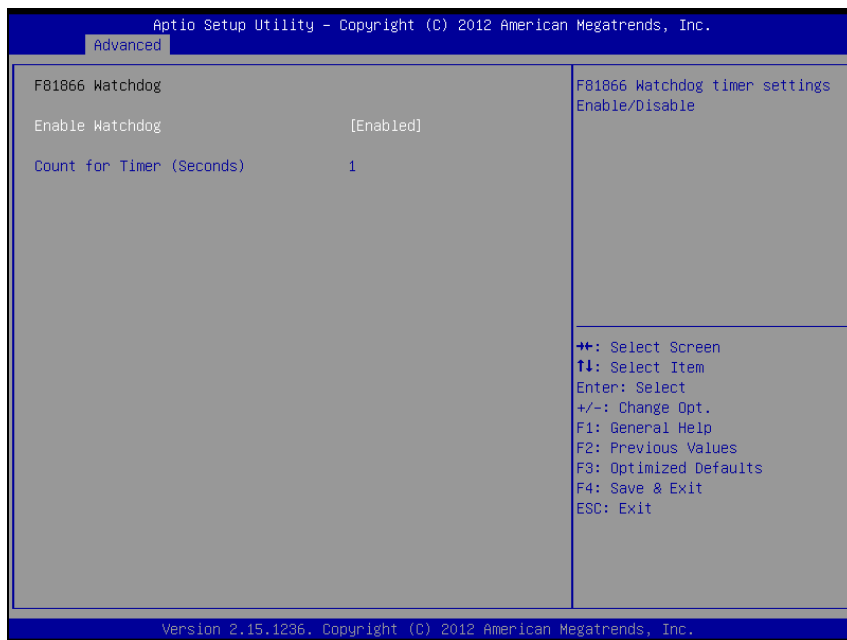 Aptio Setup Utility – Copyright (C) 2012 American Megatrends, Inc.
Advanced
F81866 Watchdog
Enable Watchdog [Enabled]
Count for Timer (Seconds) 1
F81866 Watchdog timer settings
Enable/Disable
→←: Select Screen
↑↓: Select Item
Enter: Select
+/-: Change Opt.
F1: General Help
F2: Previous Values
F3: Optimized Defaults
F4: Save & Exit
ESC: Exit
Version 2.15.1236. Copyright (C) 2012 American Megatrends, Inc.